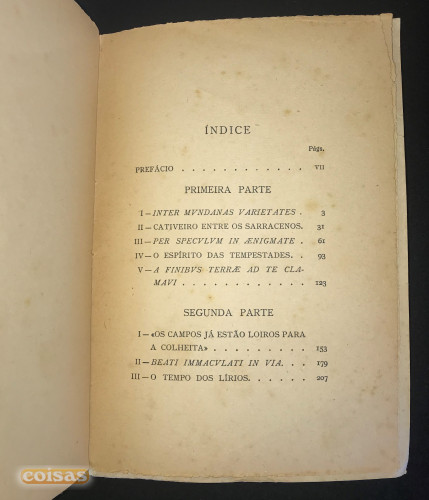 ÍNDICE
Págs.
PREFÁCIO . . . . . . . . . . . . VII
PRIMEIRA PARTE
I — INTER MVNDANAS VARIETATES . 3
II — CATIVEIRO ENTRE OS SARRACENOS. 31
III — PER SPECVLVM IN ÆNIGMATE . 61
IV — O ESPÍRITO DAS TEMPESTADES. . 93
V — A FINIBVS TERRÆ AD TE CLA-
MAVI . . . . . . . . . . . 123
SEGUNDA PARTE
I — «OS CAMPOS JÁ ESTÃO LOIROS PARA
A COLHEITA» . . . . . . . . 153
II — BEATI IMMACVLATI IN VIA. . . 179
III — O TEMPO DOS LÍRIOS. . . . . . 207
coisas